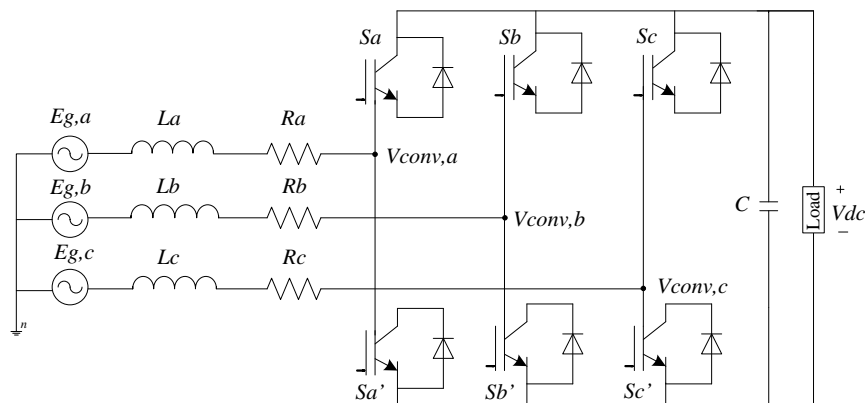 Sa
Sb
Sc
Eg,a
La
Ra
Vconv,a
Eg,b
Lb
Rb
Vconv,b
C
Load
+
Vdc
−
Eg,c
Lc
Rc
Vconv,c
n
Sa’
Sb’
Sc’